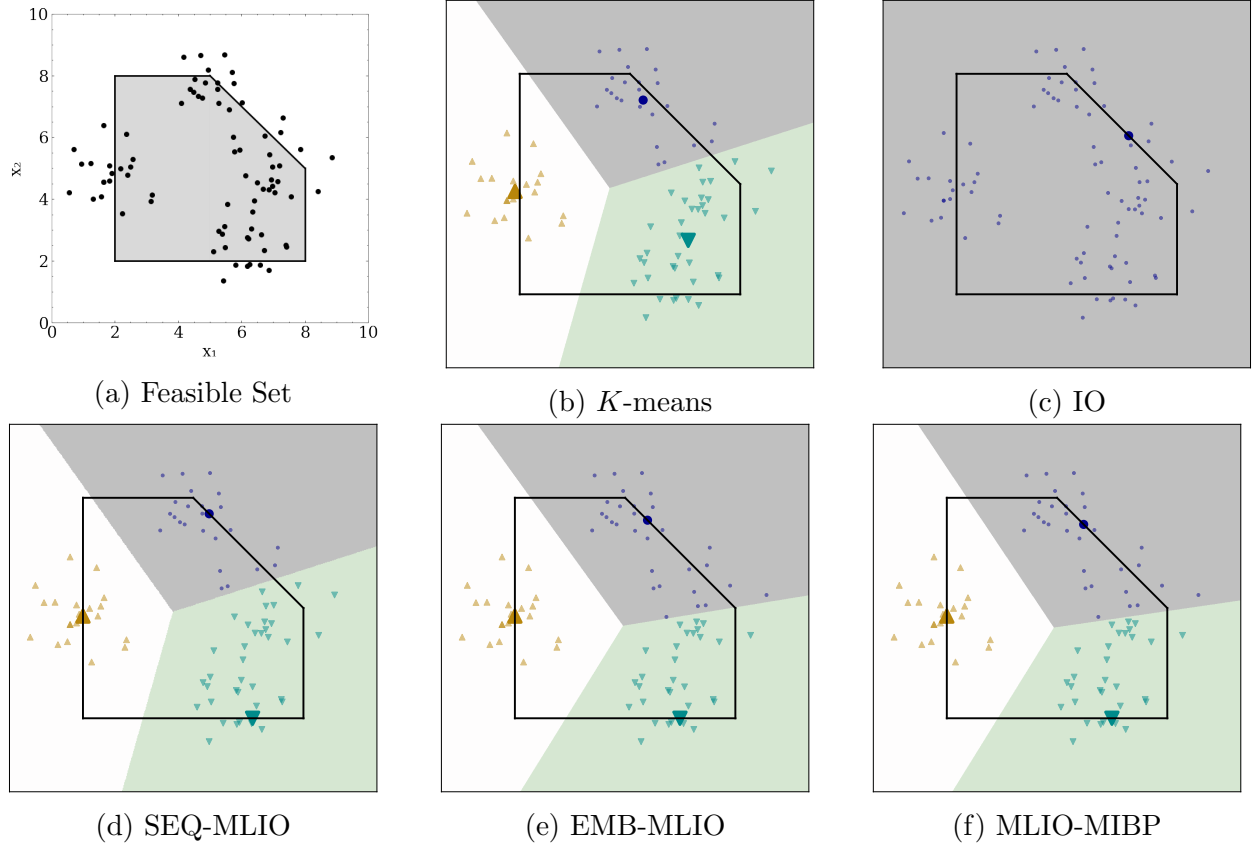 10
8
6
4
2
0
x₂
0 2 4 6 8 10
x₁
(a) Feasible Set
(b) K-means
(c) IO
(d) SEQ-MLIO
(e) EMB-MLIO
(f) MLIO-MIBP